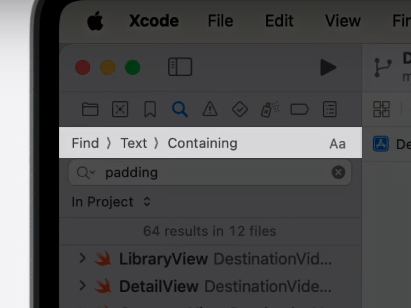 Xcode File Edit View
Find 〉 Text 〉 Containing Aa
padding
In Project
64 results in 12 files
LibraryView DestinationVid...
DetailView DestinationVide...